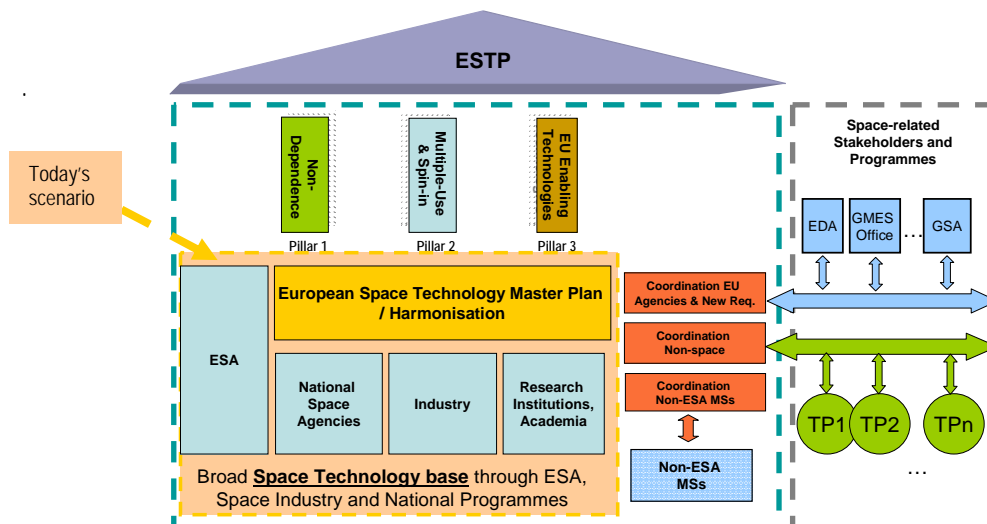 ESTP
.
Today's
scenario
Non-
Dependence
Multiple-Use
& Spin-in
EU Enabling
Technologies
Pillar 1
Pillar 2
Pillar 3
Space-related
Stakeholders and
Programmes
EDA
GMES
Office
...
GSA
ESA
European Space Technology Master Plan
/ Harmonisation
National
Space
Agencies
Industry
Research
Institutions,
Academia
Broad Space Technology base through ESA,
Space Industry and National Programmes
Coordination EU
Agencies & New Req.
Coordination
Non-space
Coordination
Non-ESA MSs
Non-ESA
MSs
TP1
TP2
TPn
...